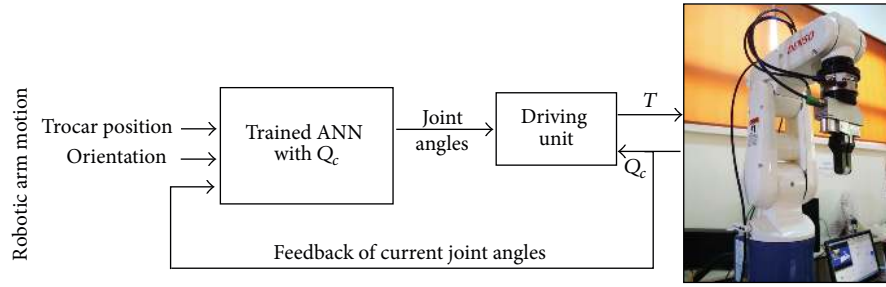 Robotic arm motion
Trocar position
Orientation
Trained ANN
with Q_c
Joint
angles
Driving
unit
T
Q_c
Feedback of current joint angles
DENSO